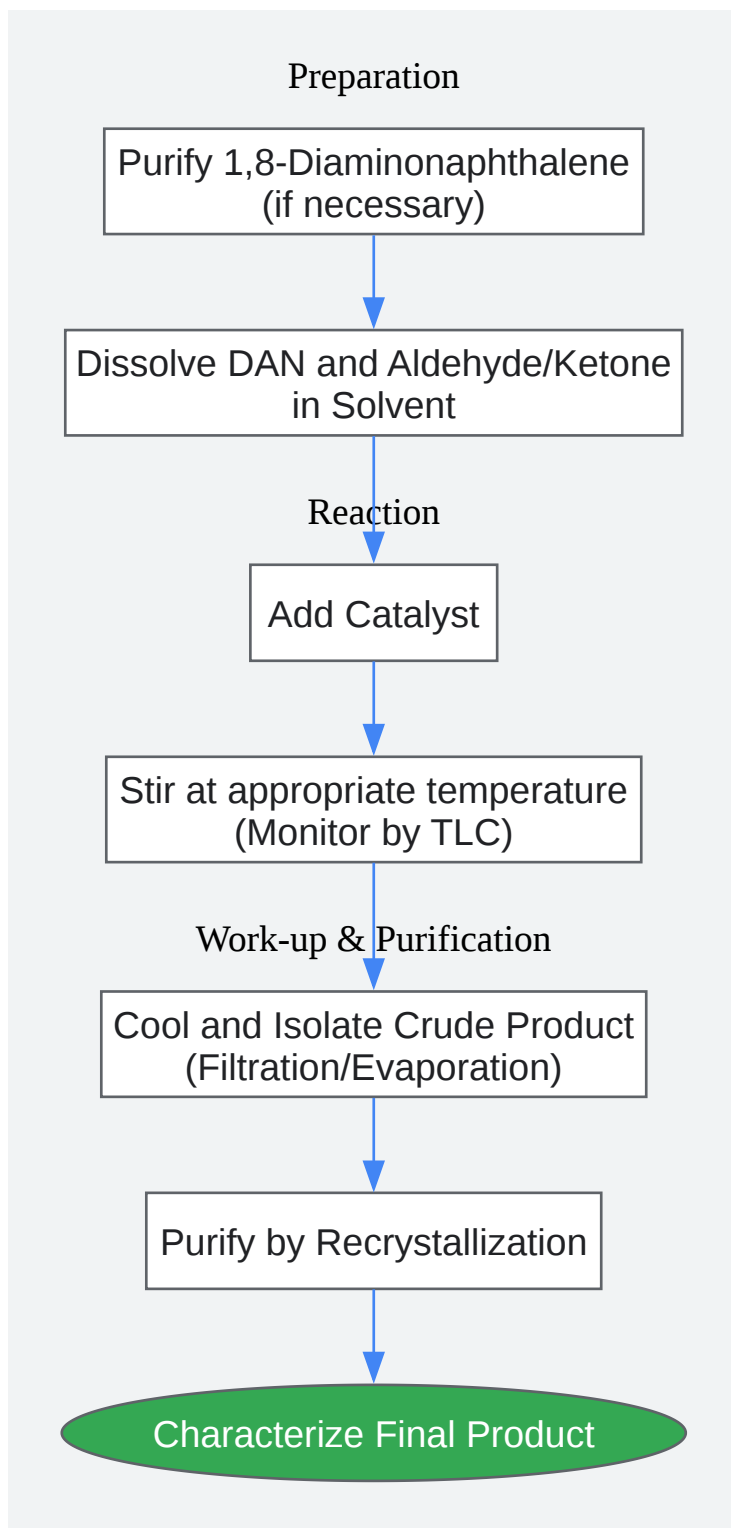 Preparation
Purify 1,8-Diaminonaphthalene
(if necessary)
Dissolve DAN and Aldehyde/Ketone
in Solvent
Reaction
Add Catalyst
Stir at appropriate temperature
(Monitor by TLC)
Work-up & Purification
Cool and Isolate Crude Product
(Filtration/Evaporation)
Purify by Recrystallization
Characterize Final Product